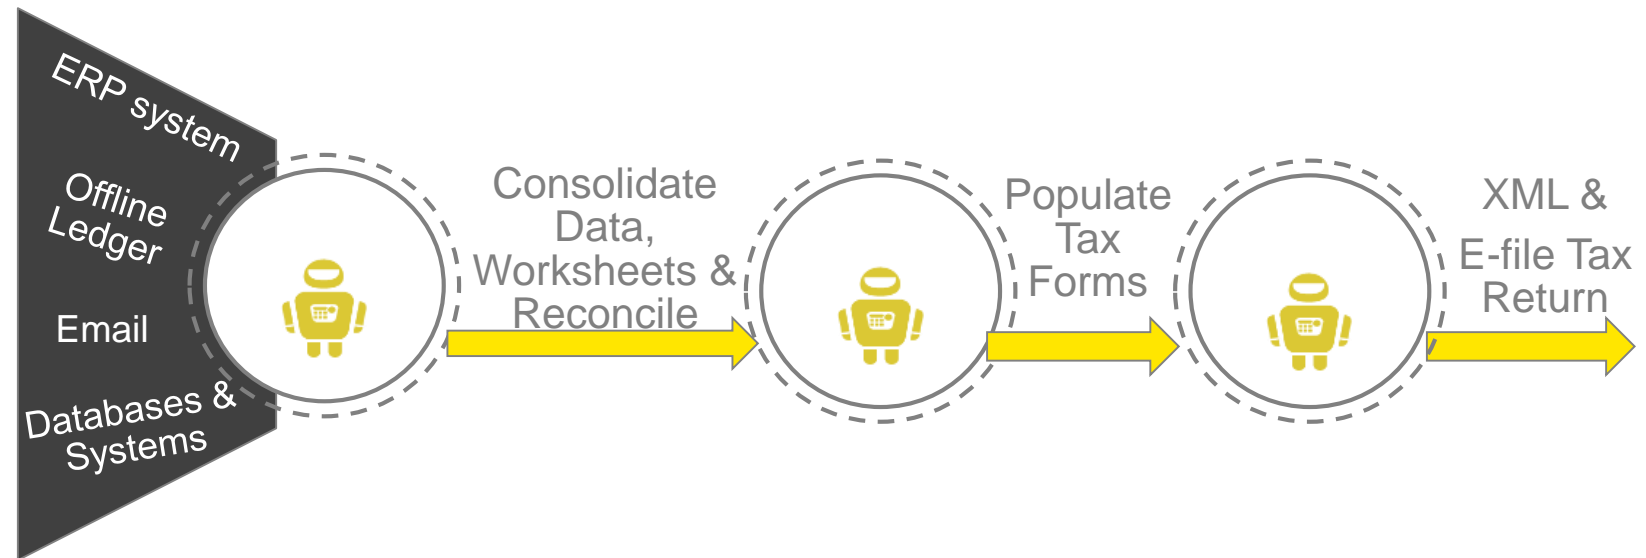 ERP system
Offline
Ledger
Email
Databases &
Systems
Consolidate
Data,
Worksheets &
Reconcile
Populate
Tax
Forms
XML &
E-file Tax
Return